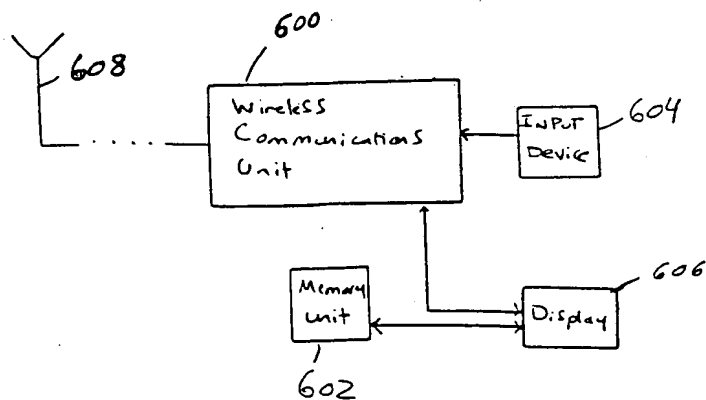 600
608
Wireless
Communications
Unit
INPUT
Device
604
Memory
unit
602
Display
606